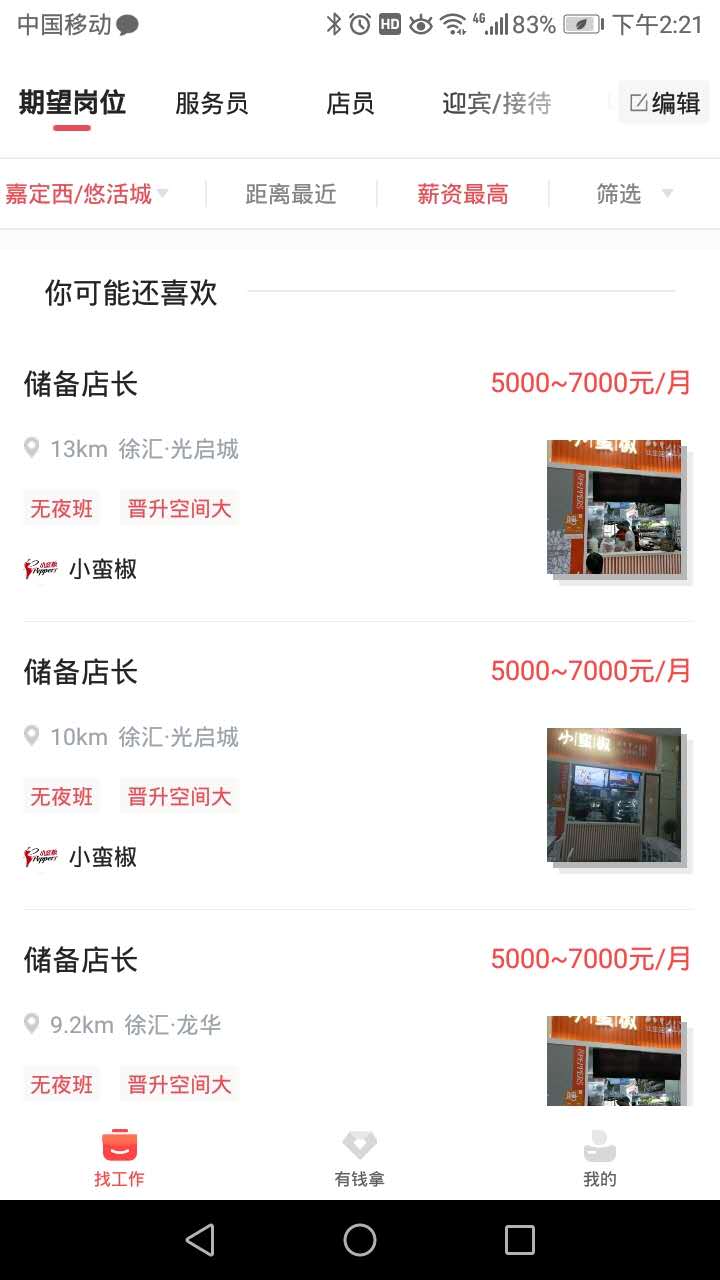 中国移动 HD 4G 83% 下午2:21
期望岗位 服务员 店员 迎宾/接待 编辑
嘉定西/悠活城 距离最近 薪资最高 筛选
你可能还喜欢
储备店长 5000~7000元/月
13km 徐汇·光启城
无夜班 晋升空间大
小蛮椒
储备店长 5000~7000元/月
10km 徐汇·光启城
小蛮椒
无夜班 晋升空间大
小蛮椒
储备店长 5000~7000元/月
9.2km 徐汇·龙华
无夜班 晋升空间大
找工作 有钱拿 我的